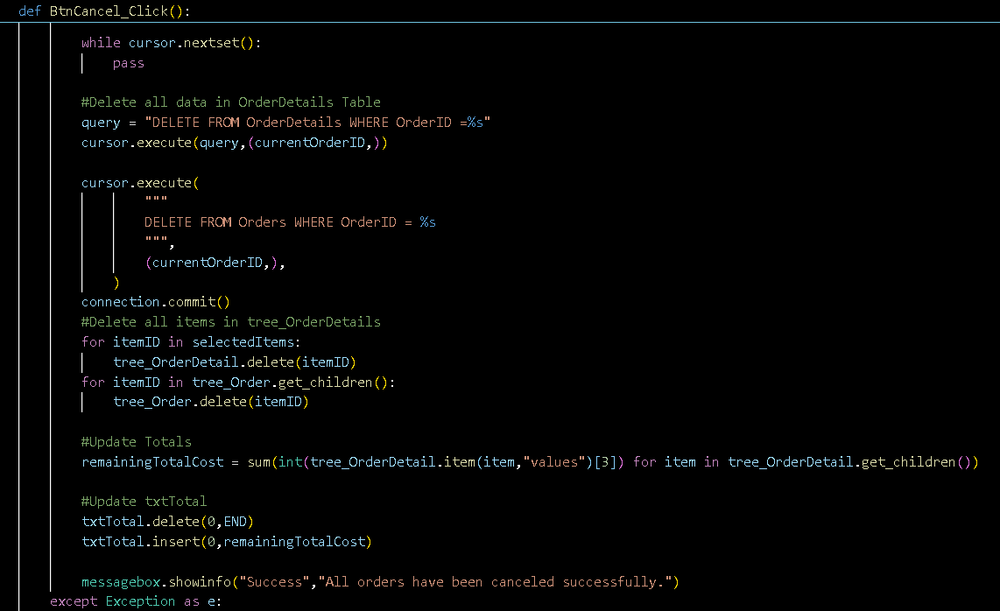 def BtnCancel_Click():
while cursor.nextset():
pass
#Delete all data in OrderDetails Table
query = "DELETE FROM OrderDetails WHERE OrderID =%s"
cursor.execute(query,(currentOrderID,))
cursor.execute(
"""
DELETE FROM Orders WHERE OrderID = %s
""",
(currentOrderID,),
)
connection.commit()
#Delete all items in tree_OrderDetails
for itemID in selectedItems:
tree_OrderDetail.delete(itemID)
for itemID in tree_Order.get_children():
tree_Order.delete(itemID)
#Update Totals
remainingTotalCost = sum(int(tree_OrderDetail.item(item,"values")[3]) for item in tree_OrderDetail.get_children())
#Update txtTotal
txtTotal.delete(0,END)
txtTotal.insert(0,remainingTotalCost)
messagebox.showinfo("Success","All orders have been canceled successfully.")
except Exception as e: